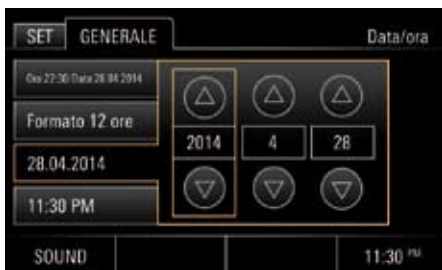 SET GENERALE Data/ora
Ora 22:30 Data 28.04.2014
Formato 12 ore
2014 4 28
28.04.2014
11:30 PM
SOUND 11:30 PM